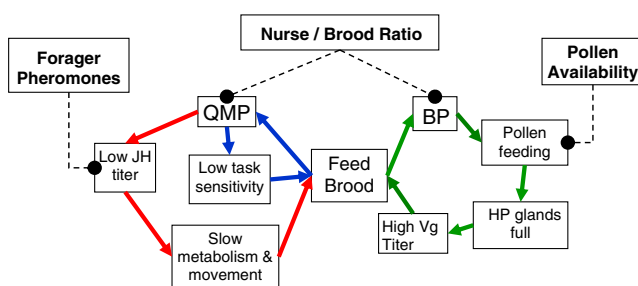 Nurse / Brood Ratio
Forager
Pheromones
Pollen
Availability
QMP
BP
Low JH
titer
Low task
sensitivity
Feed
Brood
Pollen
feeding
Slow
metabolism &
movement
High Vg
Titer
HP glands
full